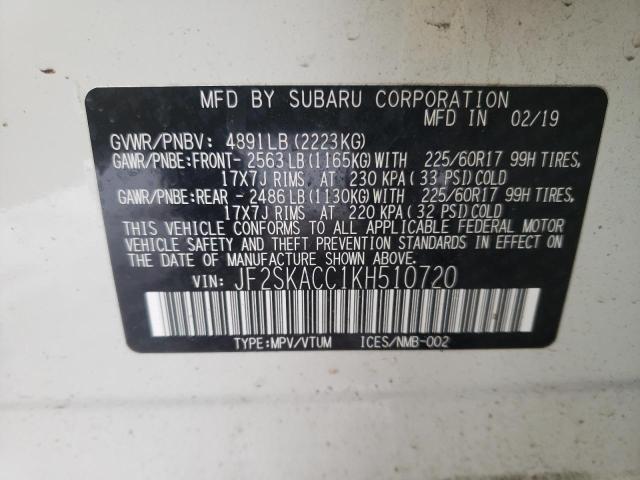 MFD BY SUBARU CORPORATION
MFD IN 02/19
GVWR/PNBV: 4891LB (2223KG)
GAWR/PNBE:FRONT- 2563 LB (1165KG) WITH 225/60R17 99H TIRES,
17X7J RIMS, AT 230 KPA (33 PSI) COLD
GAWR/PNBE:REAR - 2486 LB (1130KG) WITH 225/60R17 99H TIRES,
17X7J RIMS, AT 220 KPA (32 PSI) COLD
THIS VEHICLE CONFORMS TO ALL APPLICABLE FEDERAL MOTOR
VEHICLE SAFETY AND THEFT PREVENTION STANDARDS IN EFFECT
ON THE DATE OF MANUFACTURE SHOWN ABOVE.
VIN: JF2SKACC1KH510720
TYPE:MPV/VTUM ICES/NMB-002